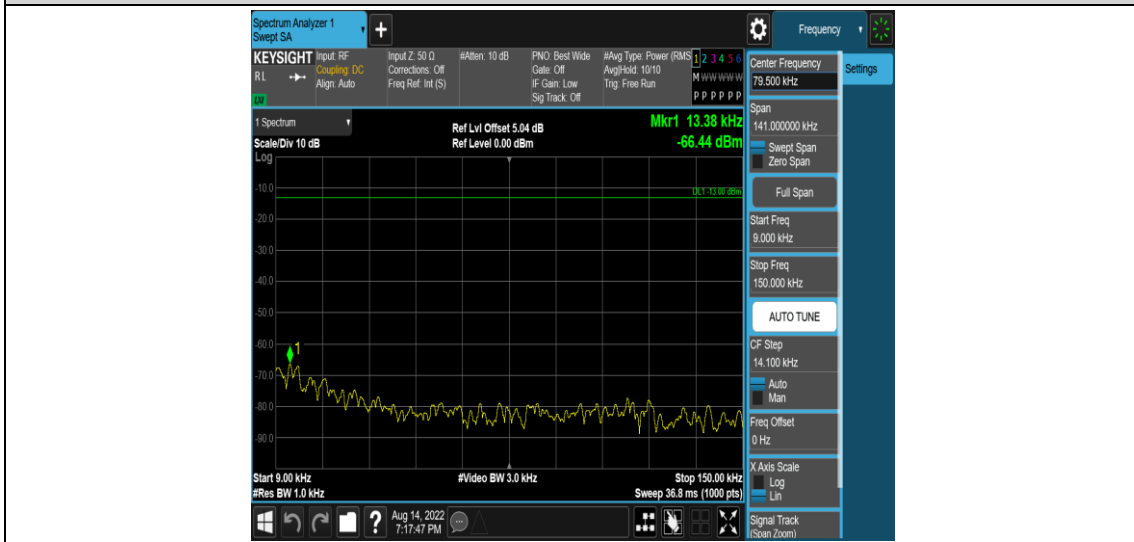 Spectrum Analyzer 1
Swept SA
+
Frequency
KEYSIGHT
RL
Input: RF
Coupling: DC
Align: Auto
Input Z: 50 Ω
Corrections: Off
Freq Ref: Int (S)
#Atten: 10 dB
PNO: Best Wide
Gate: Off
IF Gain: Low
Sig Track: Off
#Avg Type: Power (RMS
Avg|Hold: 10/10
Trig: Free Run
1 2 3 4 5 6
M W W W W W
P P P P P P
1 Spectrum
Scale/Div 10 dB
Log
Ref Lvl Offset 5.04 dB
Ref Level 0.00 dBm
Mkr1 13.38 kHz
-66.44 dBm
DL1 -13.00 dBm
-10.0
-20.0
-30.0
-40.0
-50.0
-60.0
-70.0
-80.0
-90.0
1
Start 9.00 kHz
#Res BW 1.0 kHz
#Video BW 3.0 kHz
Stop 150.00 kHz
Sweep 36.8 ms (1000 pts)
Center Frequency
79.500 kHz
Settings
Span
141.000000 kHz
Swept Span
Zero Span
Full Span
Start Freq
9.000 kHz
Stop Freq
150.000 kHz
AUTO TUNE
CF Step
14.100 kHz
Auto
Man
Freq Offset
0 Hz
X Axis Scale
Log
Lin
Signal Track
(Span Zoom)
?
Aug 14, 2022
7:17:47 PM